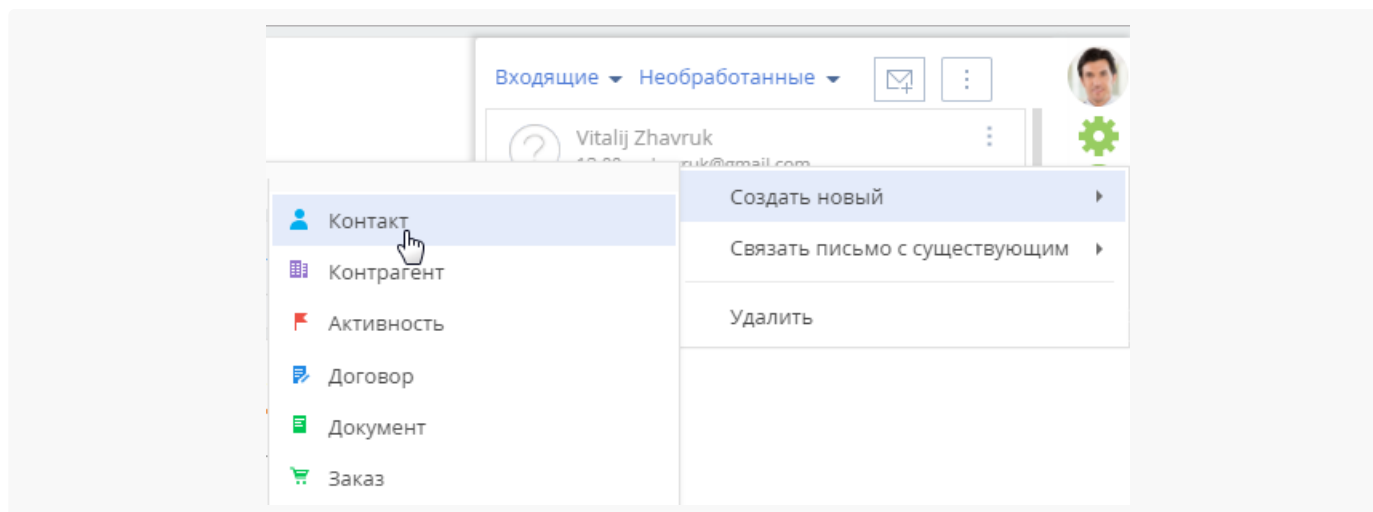 Входящие Необработанные
Vitalij Zhavruk
Создать новый
Связать письмо с существующим
Удалить
Контакт
Контрагент
Активность
Договор
Документ
Заказ